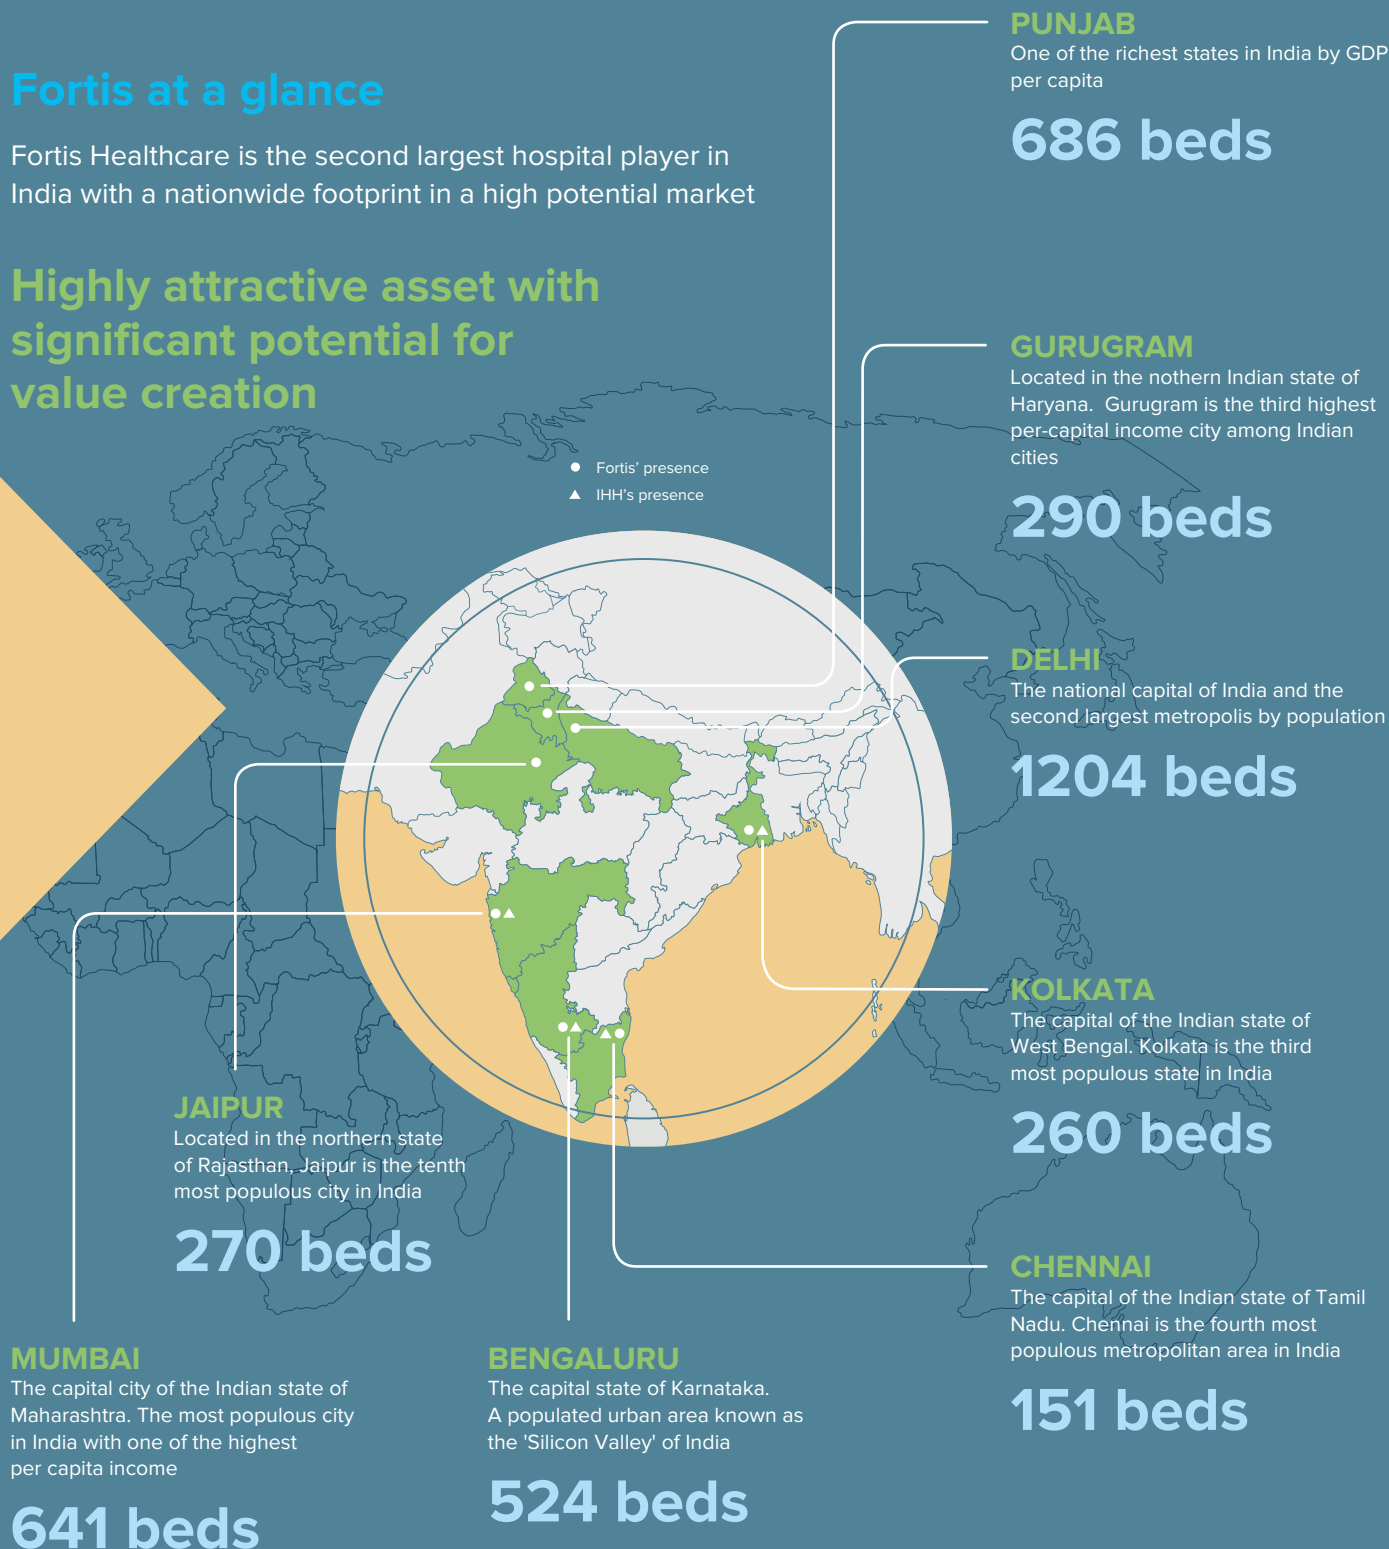 Fortis at a glance
Fortis Healthcare is the second largest hospital player in
India with a nationwide footprint in a high potential market
Highly attractive asset with
significant potential for
value creation
Fortis’ presence
IHH’s presence
PUNJAB
One of the richest states in India by GDP
per capita
686 beds
GURUGRAM
Located in the nothern Indian state of
Haryana.  Gurugram is the third highest
per-capital income city among Indian
cities
290 beds
DELHI
The national capital of India and the
second largest metropolis by population
1204 beds
KOLKATA
The capital of the Indian state of
West Bengal. Kolkata is the third
most populous state in India
260 beds
CHENNAI
The capital of the Indian state of Tamil
Nadu. Chennai is the fourth most
populous metropolitan area in India
151 beds
JAIPUR
Located in the northern state
of Rajasthan, Jaipur is the tenth
most populous city in India
270 beds
MUMBAI
The capital city of the Indian state of
Maharashtra. The most populous city
in India with one of the highest
per capita income
641 beds
BENGALURU
The capital state of Karnataka.
A populated urban area known as
the 'Silicon Valley' of India
524 beds